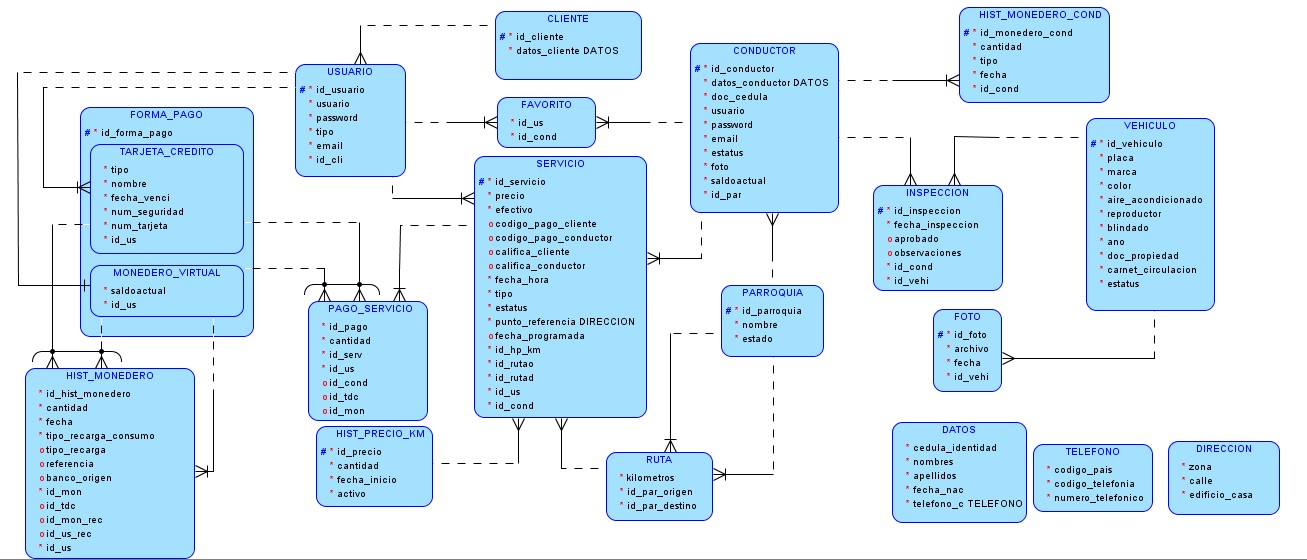 CLIENTE
# * id_cliente
* datos_cliente DATOS
USUARIO
# * id_usuario
* usuario
* password
* tipo
* email
* id_cli
FORMA_PAGO
# * id_forma_pago
TARJETA_CREDITO
* tipo
* nombre
* fecha_venci
* num_seguridad
* num_tarjeta
* id_us
MONEDERO_VIRTUAL
* saldoactual
* id_us
FAVORITO
* id_us
* id_cond
CONDUCTOR
# * id_conductor
* datos_conductor DATOS
* doc_cedula
* usuario
* password
* email
* estatus
* foto
* saldoactual
* id_par
HIST_MONEDERO_COND
# * id_monedero_cond
* cantidad
* tipo
* fecha
* id_cond
VEHICULO
# * id_vehiculo
* placa
* marca
* color
* aire_acondicionado
* reproductor
* blindado
* ano
* doc_propiedad
* carnet_circulacion
* estatus
SERVICIO
# * id_servicio
* precio
* efectivo
o codigo_pago_cliente
o codigo_pago_conductor
o califica_cliente
o califica_conductor
* fecha_hora
* tipo
* estatus
* punto_referencia DIRECCION
o fecha_programada
* id_hp_km
* id_rutao
* id_rutad
* id_us
* id_cond
INSPECCION
# * id_inspeccion
* fecha_inspeccion
o aprobado
o observaciones
* id_cond
* id_vehi
PARROQUIA
# * id_parroquia
* nombre
* estado
FOTO
# * id_foto
* archivo
* fecha
* id_vehi
PAGO_SERVICIO
* id_pago
* cantidad
* id_serv
* id_us
o id_cond
o id_tdc
o id_mon
HIST_MONEDERO
* id_hist_monedero
* cantidad
* fecha
* tipo_recarga_consumo
o tipo_recarga
o referencia
o banco_origen
* id_mon
o id_tdc
o id_mon_rec
o id_us_rec
* id_us
HIST_PRECIO_KM
# * id_precio
* cantidad
* fecha_inicio
* activo
RUTA
* kilometros
* id_par_origen
* id_par_destino
DATOS
* cedula_identidad
* nombres
* apellidos
* fecha_nac
* telefono_c TELEFONO
TELEFONO
* codigo_pais
* codigo_telefonia
* numero_telefonico
DIRECCION
* zona
* calle
* edificio_casa